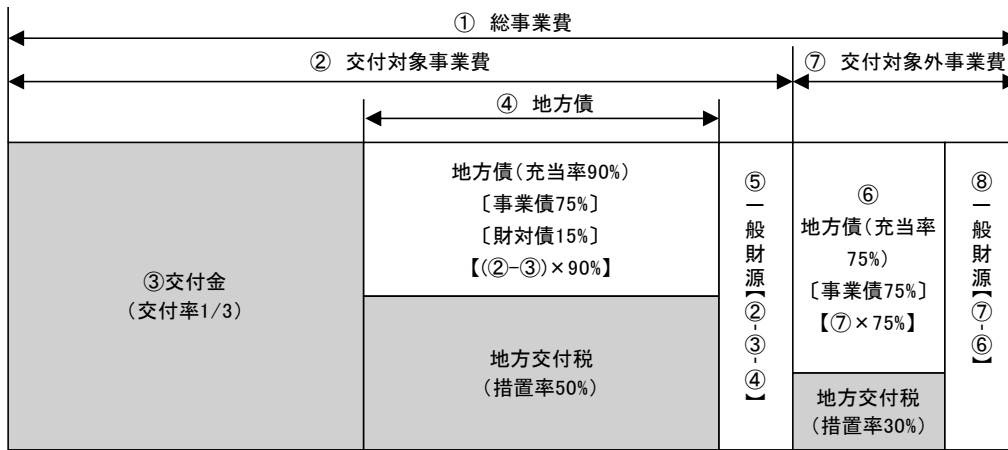 ① 総事業費
② 交付対象事業費
⑦ 交付対象外事業費
④ 地方債
③交付金
(交付率1/3)
地方債(充当率90%)
〔事業債75%〕
〔財対債15%〕
【(②-③)×90%】
地方交付税
(措置率50%)
⑤一般財源【②-③-④】
⑥
地方債(充当率
75%)
〔事業債75%〕
【⑦×75%】
地方交付税
(措置率30%)
⑧一般財源【⑦-⑥】